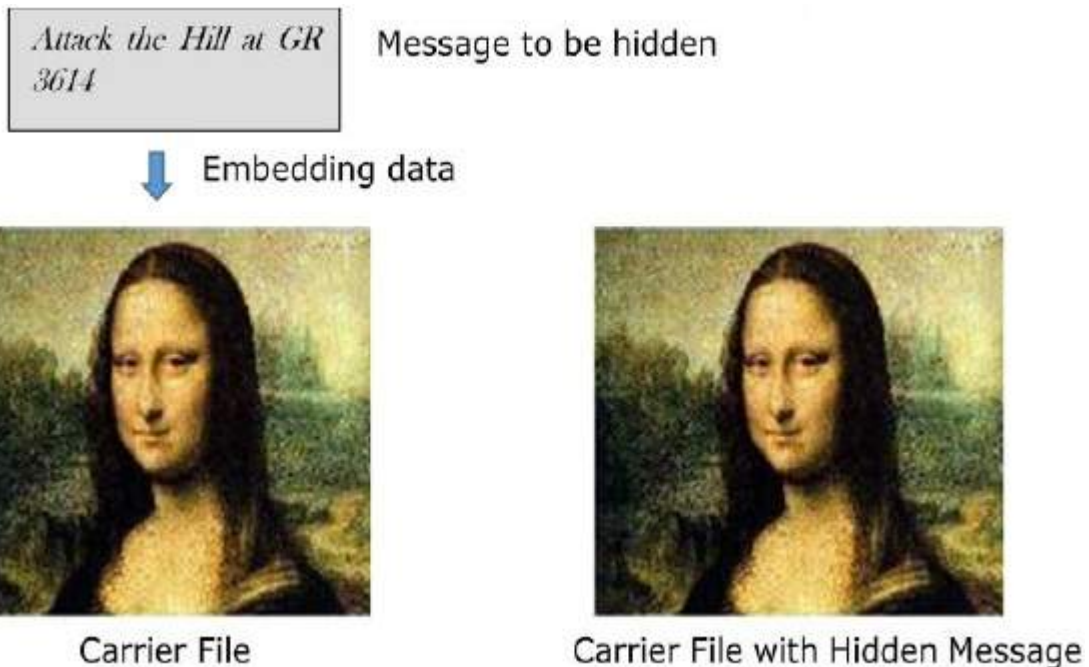 Attack the Hill at GR
3614
Message to be hidden
Embedding data
Carrier File
Carrier File with Hidden Message